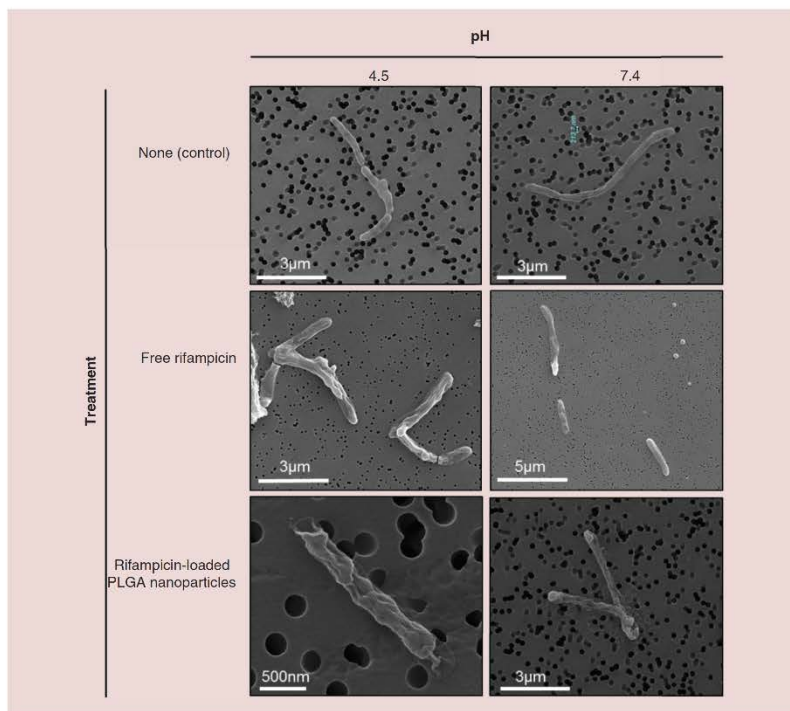 pH
4.5
7.4
Treatment
None (control)
3µm
3µm
Free rifampicin
3µm
5µm
Rifampicin-loaded
PLGA nanoparticles
500nm
3µm